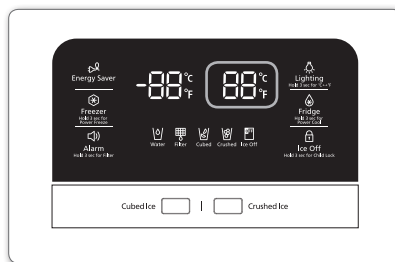 Energy Saver
Freezer
Hold 3 sec for
Power Freeze
Alarm
Hold 3 sec for Filter
-88 °C °F
88 °C °F
Lighting
Hold 3 sec for °C↔°F
Fridge
Hold 3 sec for
Power Cool
Ice Off
Hold 3 sec for Child Lock
Water Filter Cubed Crushed Ice Off
Cubed Ice | Crushed Ice